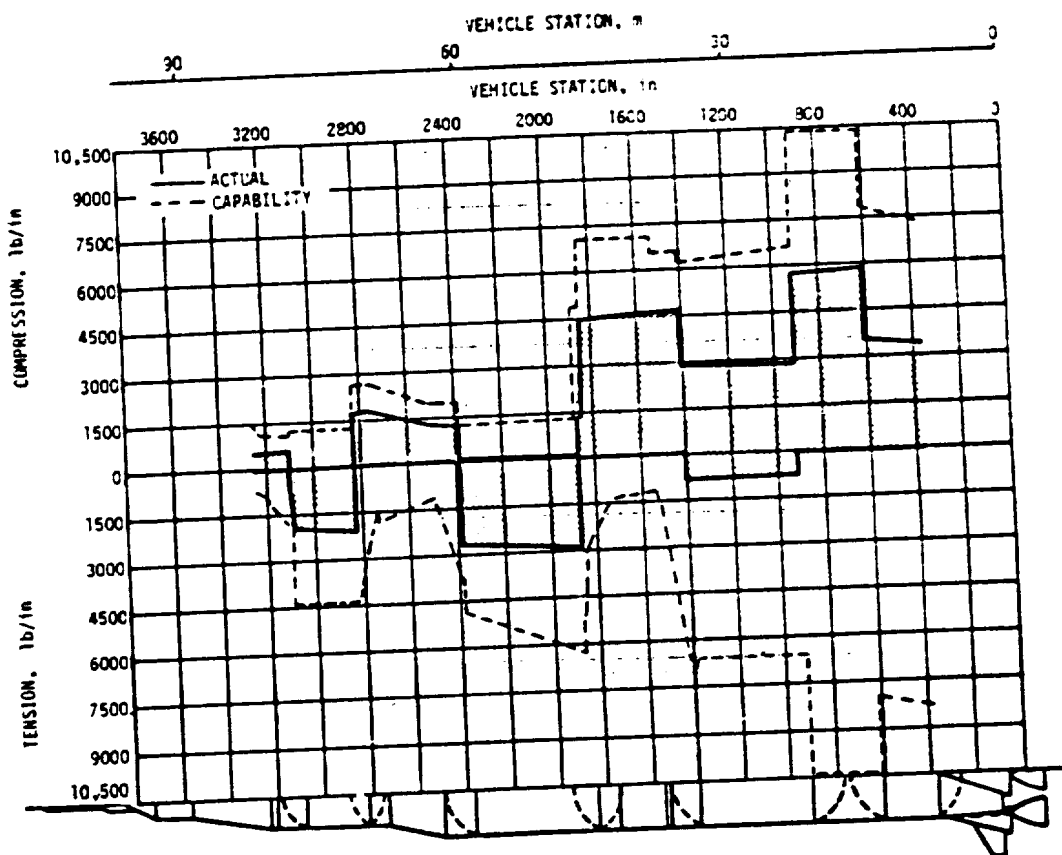 VEHICLE STATION, m
90 60 30 0
VEHICLE STATION, in
3600 3200 2800 2400 2000 1600 1200 800 400 0
ACTUAL
CAPABILITY
COMPRESSION, lb/in
10,500
9000
7500
6000
4500
3000
1500
0
TENSION, lb/in
1500
3000
4500
6000
7500
9000
10,500